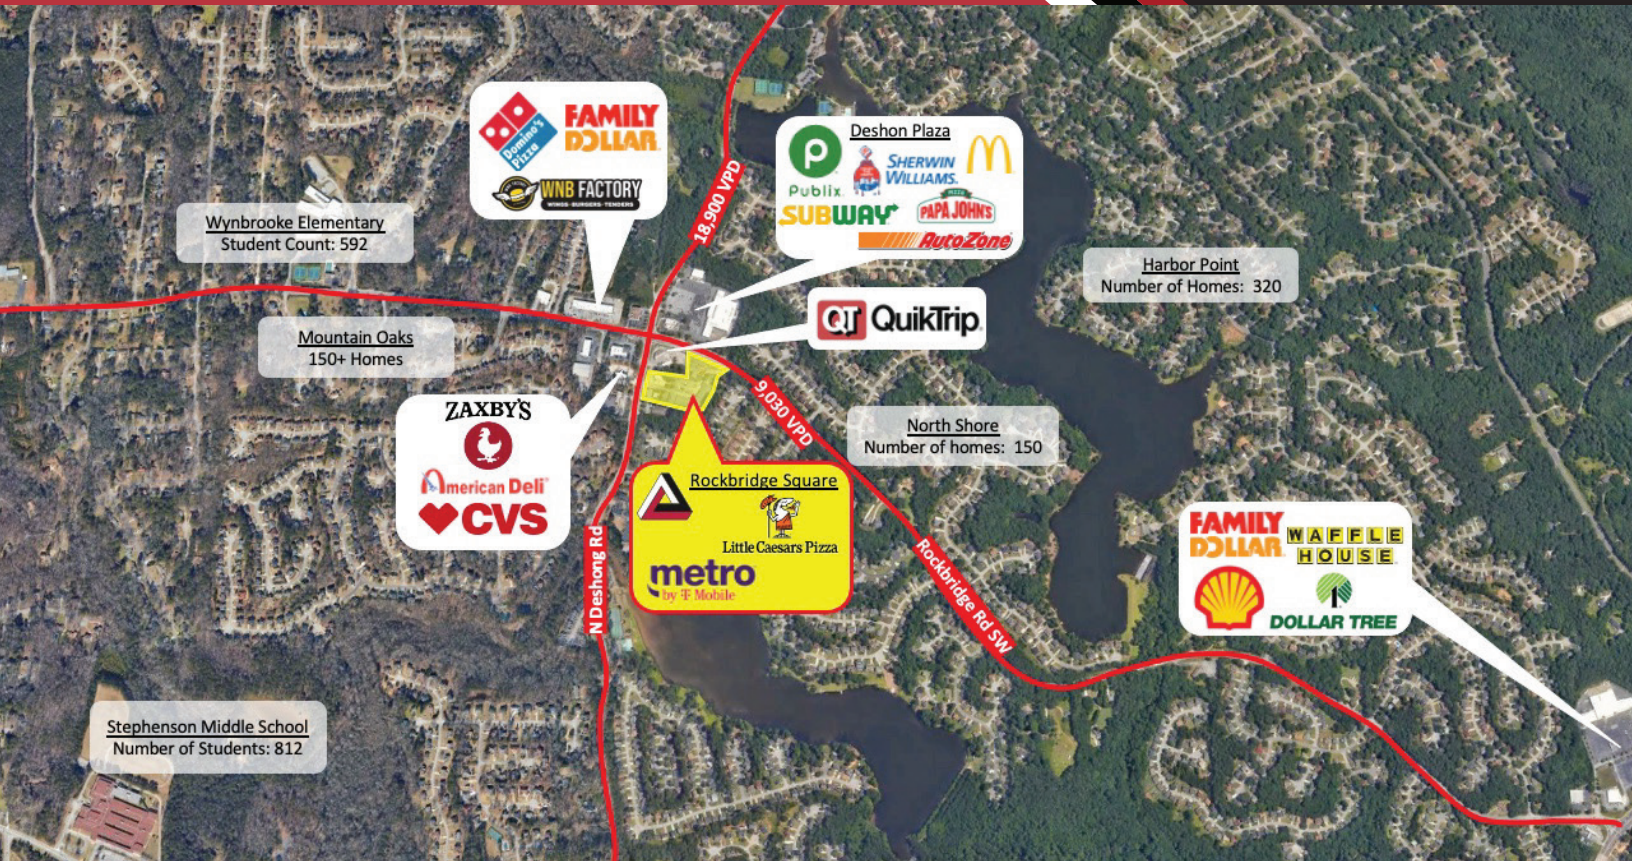 Domino's
Pizza
FAMILY
DOLLAR
WNB FACTORY
WINGS·BURGERS·TENDERS
18,900 VPD
Deshon Plaza
Publix
SHERWIN
WILLIAMS.
SUBWAY
PIZZA
PAPA JOHN'S
AutoZone
Wynbrooke Elementary
Student Count: 592
Harbor Point
Number of Homes: 320
QT QuikTrip
Mountain Oaks
150+ Homes
ZAXBY'S
American Deli
CVS
9,030 VPD
North Shore
Number of homes: 150
Rockbridge Square
Little Caesars Pizza
metro
by T Mobile
N Deshong Rd
Rockbridge Rd SW
FAMILY
DOLLAR
WAFFLE
HOUSE
1
DOLLAR TREE
Stephenson Middle School
Number of Students: 812